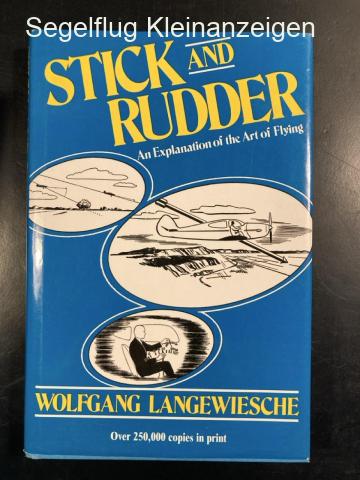 Segelflug Kleinanzeigen
STICK AND
RUDDER
An Explanation of the Art of Flying
WOLFGANG LANGEWIESCHE
Over 250,000 copies in print